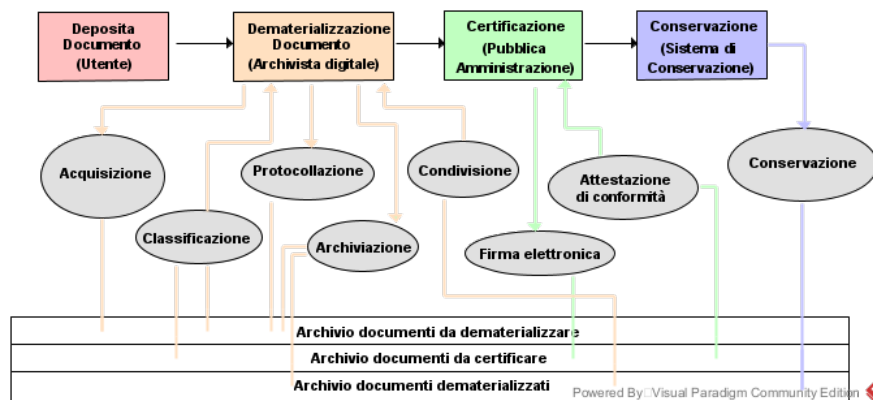 Deposita
Documento
(Utente)
Dematerializzazione
Documento
(Archivista digitale)
Certificazione
(Pubblica
Amministrazione)
Conservazione
(Sistema di
Conservazione)
Acquisizione
Protocollazione
Condivisione
Attestazione
di conformità
Conservazione
Classificazione
Archiviazione
Firma elettronica
Archivio documenti da dematerializzare
Archivio documenti da certificare
Archivio documenti dematerializzati
Powered By Visual Paradigm Community Edition